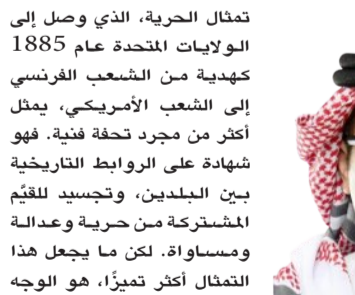 تمثال الحرية، الذي وصل إلى
الولايات المتحدة عام 1885
كهدية من الشعب الفرنسي
إلى الشعب الأمريكي، يمثل
أكثر من مجرد تحفة فنية. فهو
شهادة على الروابط التاريخية
بين البلدين، وتجسيد للقيَّم
المشتركة من حرية وعدالة
ومساواة. لكن ما يجعل هذا
التمثال أكثر تميزًا، هو الوجه